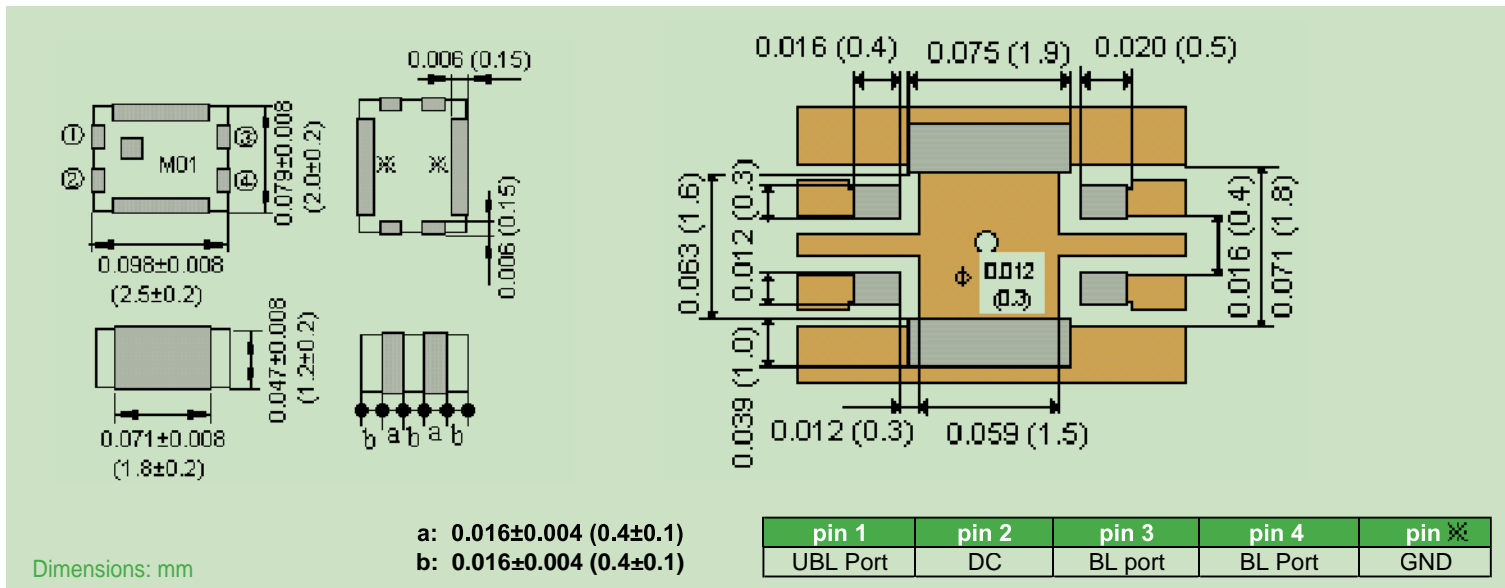 0.006 (0.15)
① ③
② M01 ④
0.079±0.008
(2.0±0.2)
※ ※
0.006 (0.15)
0.098±0.008
(2.5±0.2)
0.047±0.008
(1.2±0.2)
0.071±0.008
(1.8±0.2)
b a b a b
0.016 (0.4) 0.075 (1.9) 0.020 (0.5)
0.063 (1.6)
0.012 (0.3)
0.039 (1.0)
Φ 0.012
(0.3)
0.016 (0.4)
0.071 (1.8)
0.012 (0.3) 0.059 (1.5)
a: 0.016±0.004 (0.4±0.1)
b: 0.016±0.004 (0.4±0.1)
pin 1 pin 2 pin 3 pin 4 pin ※
UBL Port DC BL port BL Port GND
Dimensions: mm